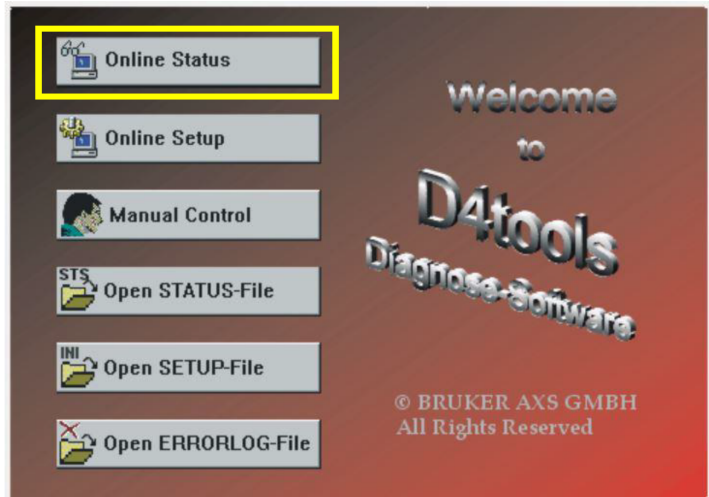 Online Status
Online Setup
Manual Control
STS
Open STATUS-File
INI
Open SETUP-File
Open ERRORLOG-File
Welcome
to
D4tools
Diagnose-Software
© BRUKER AXS GMBH
All Rights Reserved